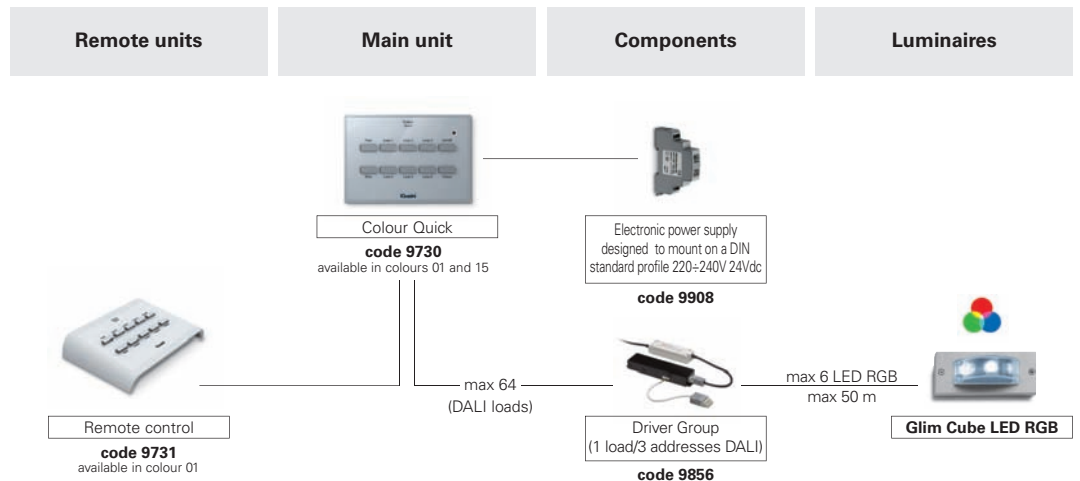 Remote units
Main unit
Components
Luminaires
Colour Quick
code 9730
available in colours 01 and 15
Electronic power supply
designed to mount on a DIN
standard profile 220÷240V 24Vdc
code 9908
Remote control
code 9731
available in colour 01
max 64
(DALI loads)
Driver Group
(1 load/3 addresses DALI)
code 9856
max 6 LED RGB
max 50 m
Glim Cube LED RGB